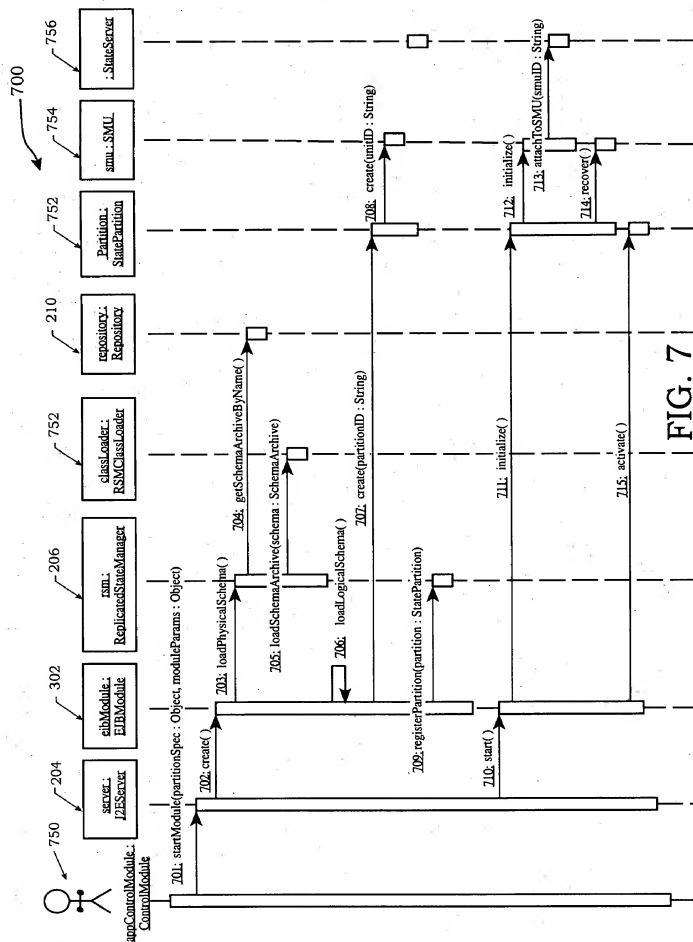 700
750
204
302
206
752
210
752
754
756
appControlModule :
ControlModule
server :
J2EServer
ejbModule :
EJBModule
rsm :
ReplicatedStateManager
classLoader :
RSMClassLoader
repository :
Repository
Partition :
StatePartition
smu : SMU
: StateServer
701: startModule(partitionSpec : Object, moduleParams : Object)
702: create( )
703: loadPhysicalSchema( )
704: getSchemaArchiveByName( )
705: loadSchemaArchive(schema : SchemaArchive)
706: loadLogicalSchema( )
707: create(partitionID : String)
708: create(unitID : String)
709: registerPartition(partition : StatePartition)
710: start( )
711: initialize( )
712: initialize( )
713: attachToSMU(smuID : String)
714: recover( )
715: activate( )
FIG. 7